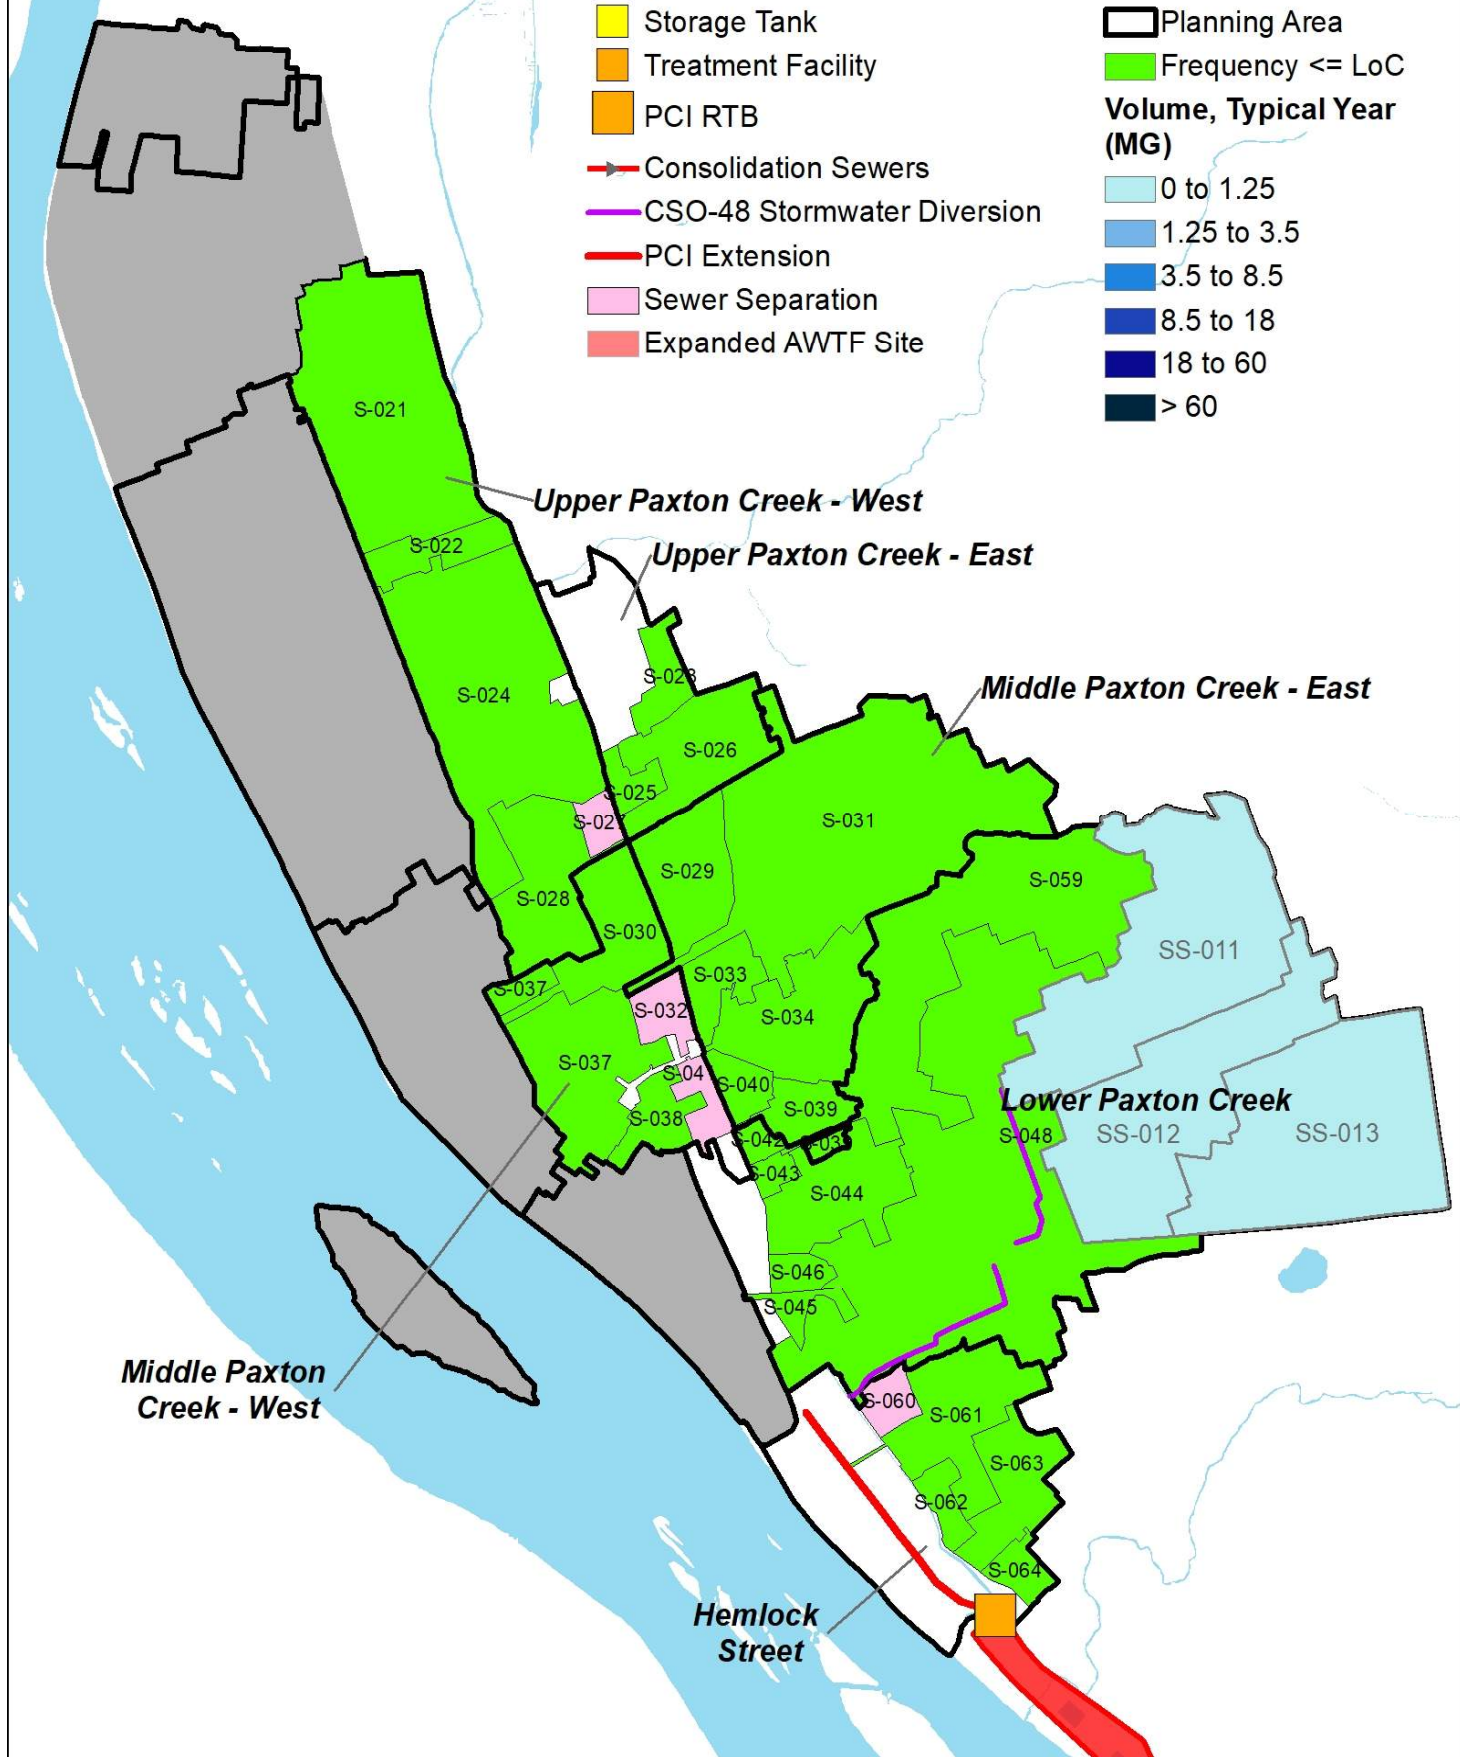 Storage Tank
Treatment Facility
PCI RTB
Consolidation Sewers
CSO-48 Stormwater Diversion
PCI Extension
Sewer Separation
Expanded AWTF Site
Planning Area
Frequency <= LoC
Volume, Typical Year
(MG)
0 to 1.25
1.25 to 3.5
3.5 to 8.5
8.5 to 18
18 to 60
> 60
S-021
Upper Paxton Creek - West
S-022
Upper Paxton Creek - East
S-023
S-024
Middle Paxton Creek - East
S-026
S-025
S-027
S-031
S-029
S-059
S-028
S-030
SS-011
S-033
S-037
S-032
S-034
S-037
S-04
S-040
S-039
Lower Paxton Creek
S-038
S-048
SS-012
SS-013
S-042
S-039
S-043
S-044
S-046
S-045
Middle Paxton
Creek - West
S-060
S-061
S-063
S-062
S-064
Hemlock
Street